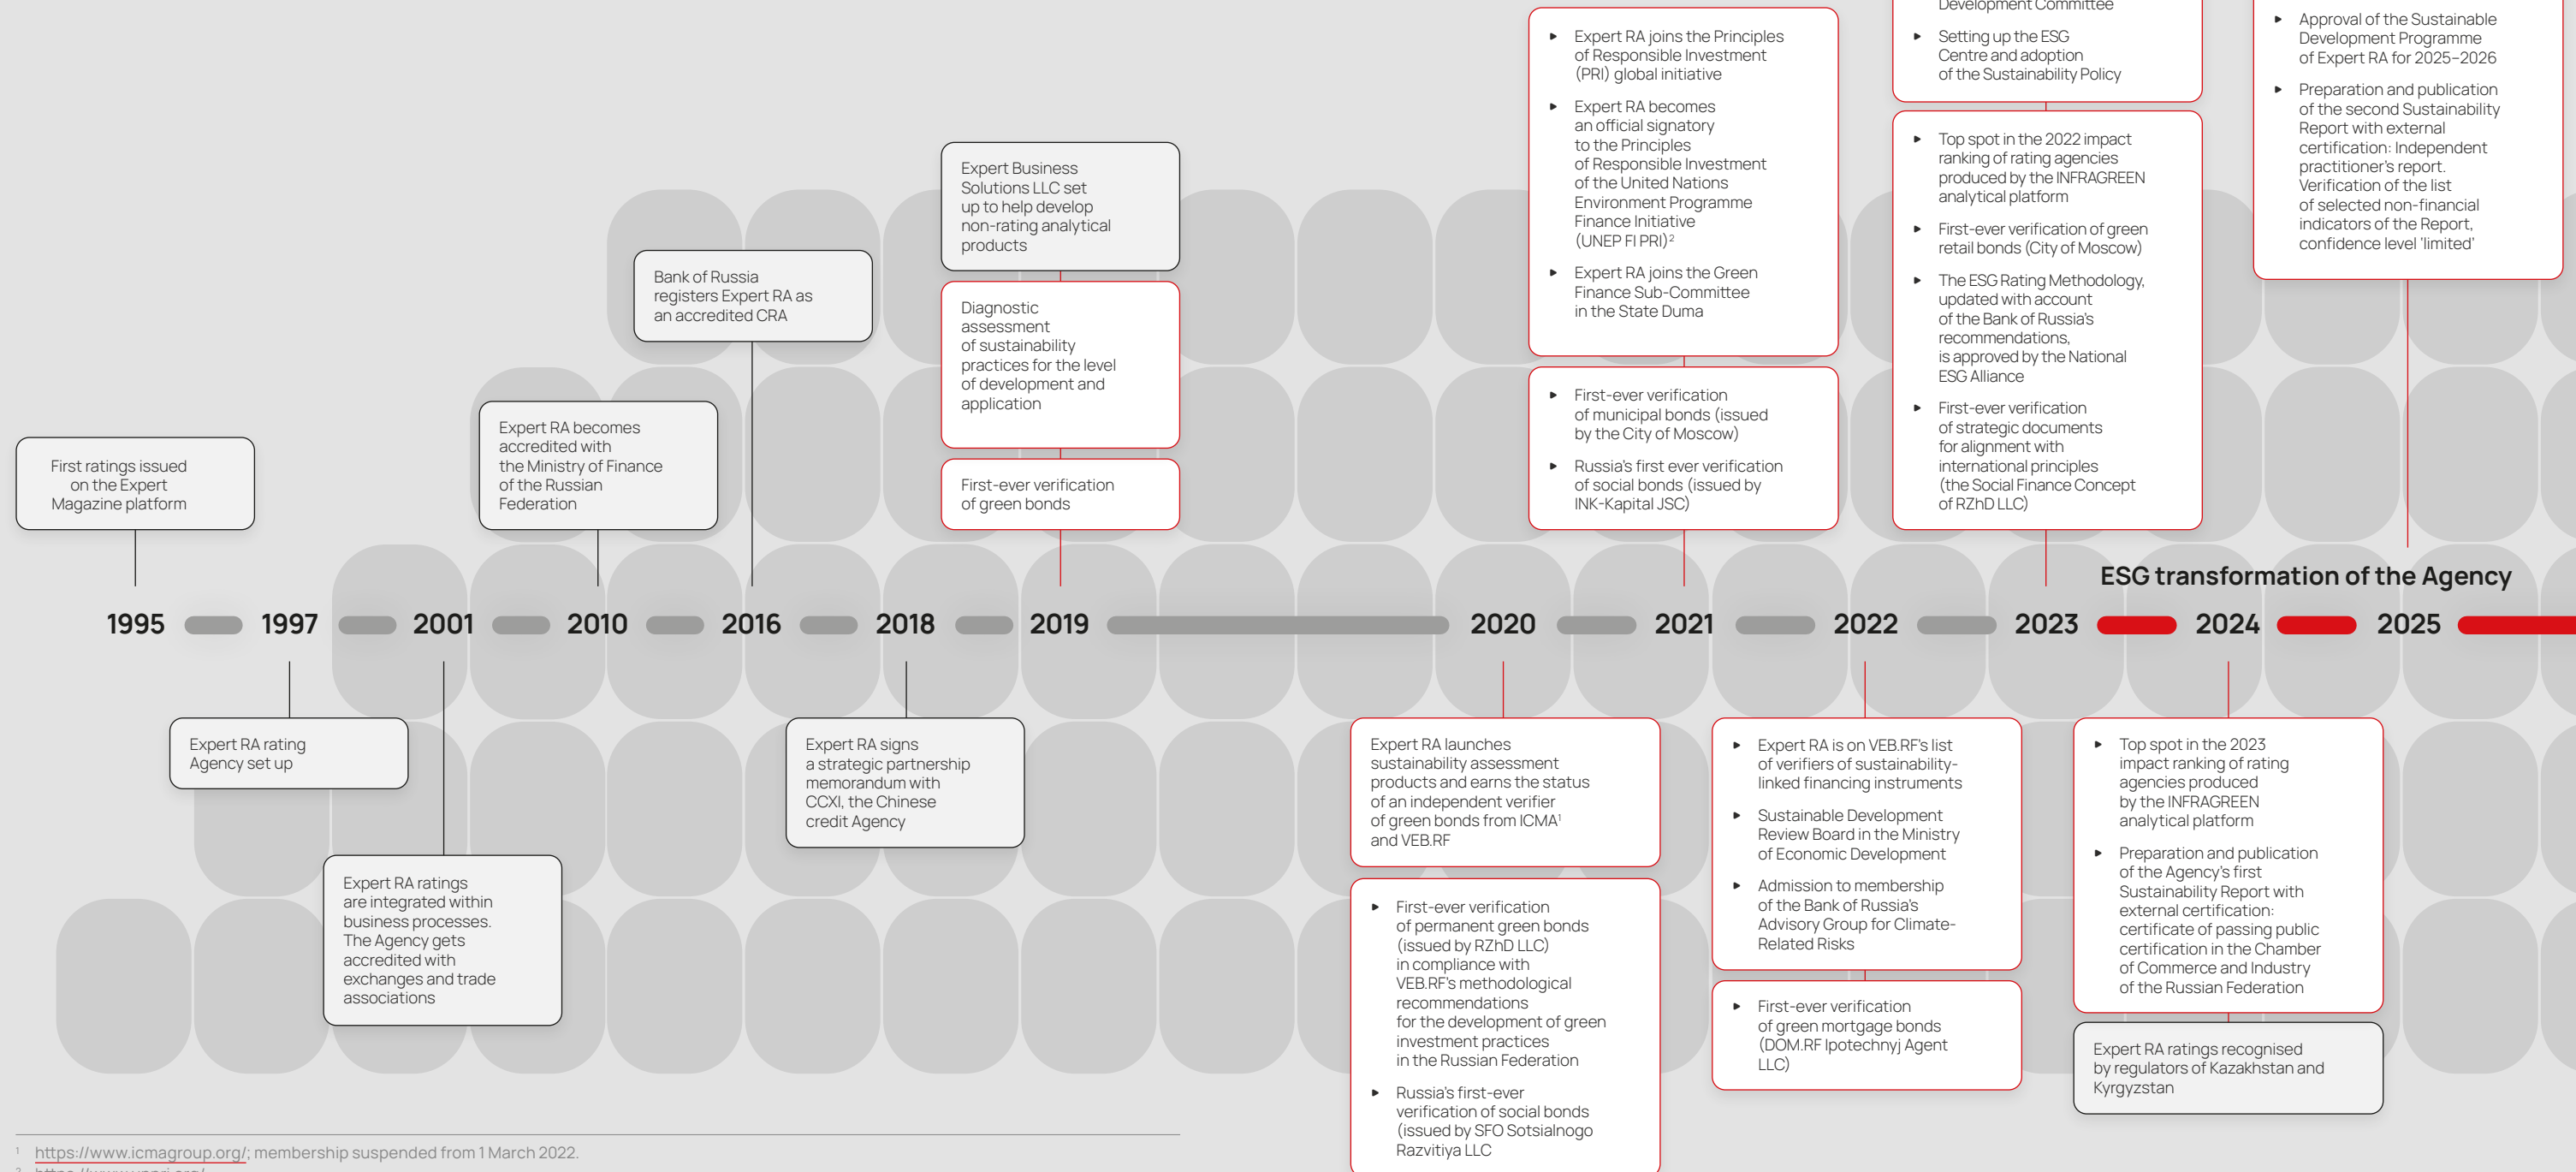 First ratings issued
on the Expert
Magazine platform
Expert RA becomes
accredited with
the Ministry of Finance
of the Russian
Federation
Bank of Russia
registers Expert RA as
an accredited CRA
Expert Business
Solutions LLC set
up to help develop
non-rating analytical
products
Diagnostic
assessment
of sustainability
practices for the level
of development and
application
First-ever verification
of green bonds
▸ Expert RA joins the Principles
of Responsible Investment
(PRI) global initiative
▸ Expert RA becomes
an official signatory
to the Principles
of Responsible Investment
of the United Nations
Environment Programme
Finance Initiative
(UNEP FI PRI)²
▸ Expert RA joins the Green
Finance Sub-Committee
in the State Duma
▸ First-ever verification
of municipal bonds (issued
by the City of Moscow)
▸ Russia's first ever verification
of social bonds (issued by
INK-Kapital JSC)
Development Committee
▸ Setting up the ESG
Centre and adoption
of the Sustainability Policy
▸ Top spot in the 2022 impact
ranking of rating agencies
produced by the INFRAGREEN
analytical platform
▸ First-ever verification of green
retail bonds (City of Moscow)
▸ The ESG Rating Methodology,
updated with account
of the Bank of Russia's
recommendations,
is approved by the National
ESG Alliance
▸ First-ever verification
of strategic documents
for alignment with
international principles
(the Social Finance Concept
of RZhD LLC)
▸ Approval of the Sustainable
Development Programme
of Expert RA for 2025–2026
▸ Preparation and publication
of the second Sustainability
Report with external
certification: Independent
practitioner's report.
Verification of the list
of selected non-financial
indicators of the Report,
confidence level 'limited'
ESG transformation of the Agency
1995 1997 2001 2010 2016 2018 2019 2020 2021 2022 2023 2024 2025
Expert RA rating
Agency set up
Expert RA ratings
are integrated within
business processes.
The Agency gets
accredited with
exchanges and trade
associations
Expert RA signs
a strategic partnership
memorandum with
CCXI, the Chinese
credit Agency
Expert RA launches
sustainability assessment
products and earns the status
of an independent verifier
of green bonds from ICMA¹
and VEB.RF
▸ First-ever verification
of permanent green bonds
(issued by RZhD LLC)
in compliance with
VEB.RF's methodological
recommendations
for the development of green
investment practices
in the Russian Federation
▸ Russia's first-ever
verification of social bonds
(issued by SFO Sotsialnogo
Razvitiya LLC
▸ Expert RA is on VEB.RF's list
of verifiers of sustainability-
linked financing instruments
▸ Sustainable Development
Review Board in the Ministry
of Economic Development
▸ Admission to membership
of the Bank of Russia's
Advisory Group for Climate-
Related Risks
▸ First-ever verification
of green mortgage bonds
(DOM.RF Ipotechnyj Agent
LLC)
▸ Top spot in the 2023
impact ranking of rating
agencies produced
by the INFRAGREEN
analytical platform
▸ Preparation and publication
of the Agency's first
Sustainability Report with
external certification:
certificate of passing public
certification in the Chamber
of Commerce and Industry
of the Russian Federation
Expert RA ratings recognised
by regulators of Kazakhstan and
Kyrgyzstan
¹ https://www.icmagroup.org/; membership suspended from 1 March 2022.